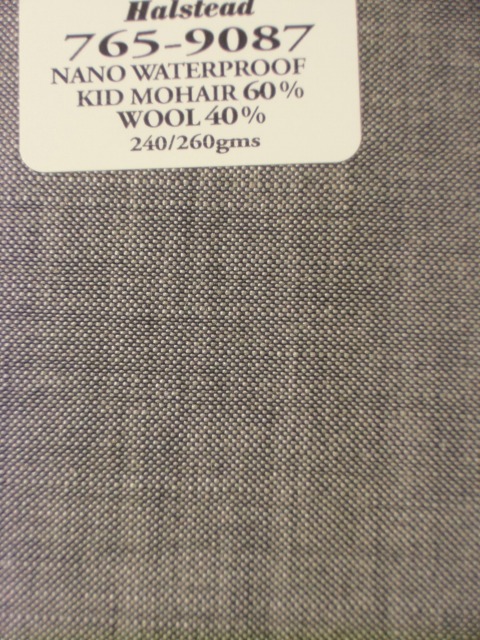 Halstead
765-9087
NANO WATERPROOF
KID MOHAIR 60%
WOOL 40%
240/260gms